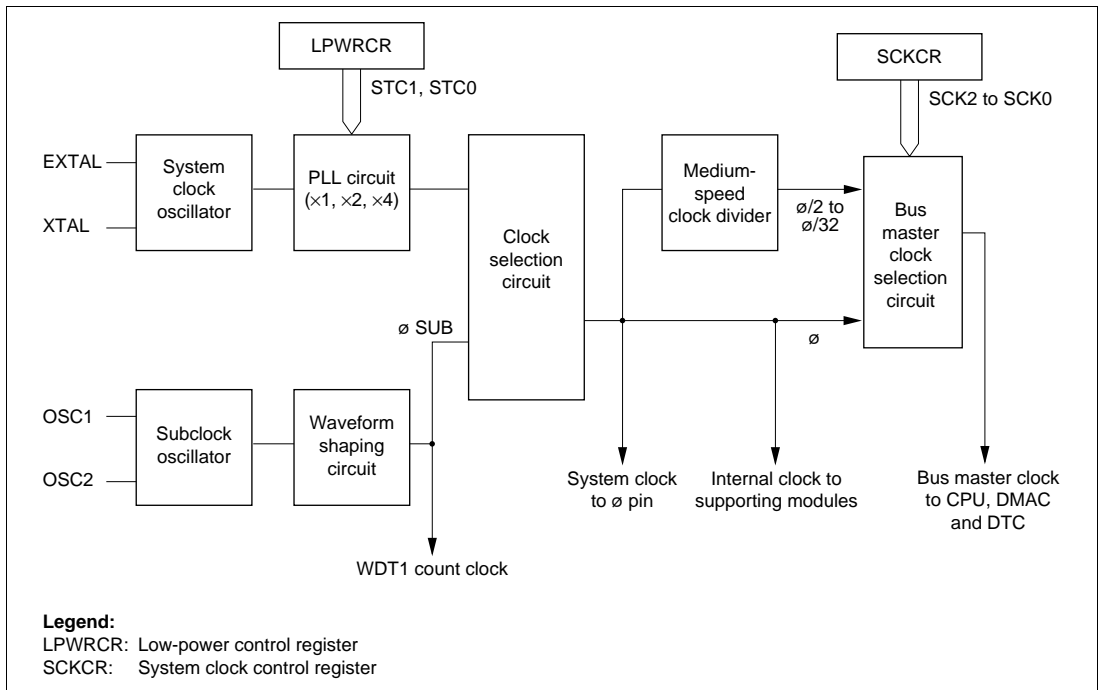 LPWRCR
STC1, STC0
SCKCR
SCK2 to SCK0
EXTAL
XTAL
System
clock
oscillator
PLL circuit
(×1, ×2, ×4)
Clock
selection
circuit
Medium-
speed
clock divider
ø/2 to
ø/32
Bus
master
clock
selection
circuit
ø SUB
ø
OSC1
OSC2
Subclock
oscillator
Waveform
shaping
circuit
System clock
to ø pin
Internal clock to
supporting modules
Bus master clock
to CPU, DMAC
and DTC
WDT1 count clock
Legend:
LPWRCR: Low-power control register
SCKCR: System clock control register